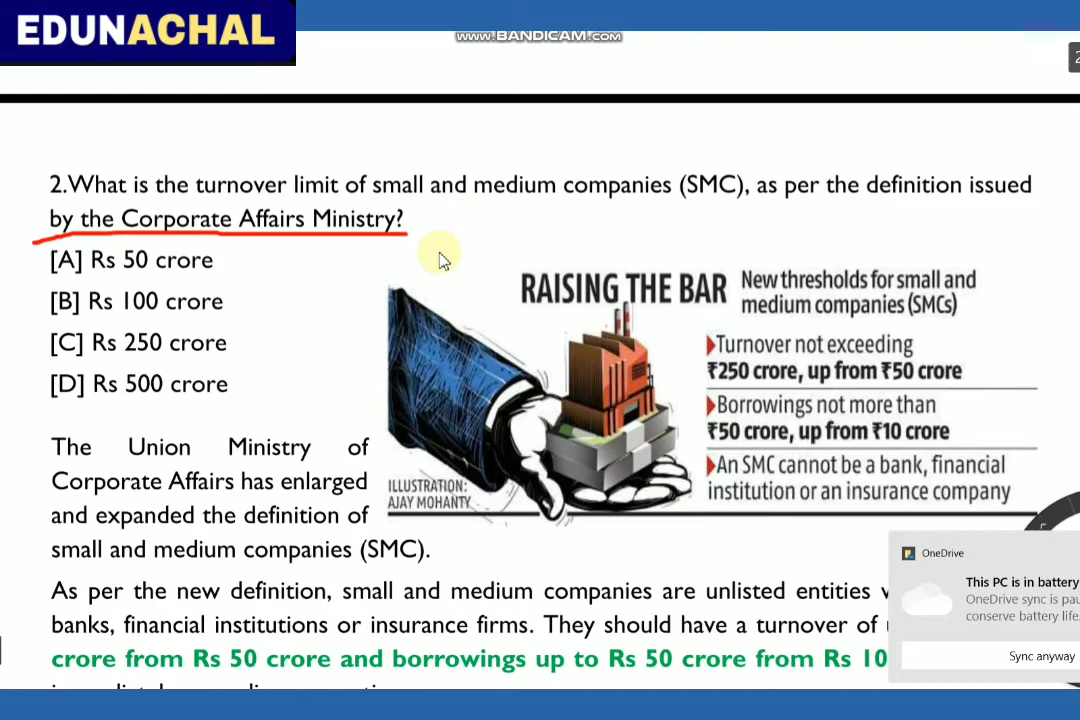 EDUNACHAL
www.BANDICAM.com
2.What is the turnover limit of small and medium companies (SMC), as per the definition issued
by the Corporate Affairs Ministry?
[A] Rs 50 crore
[B] Rs 100 crore
[C] Rs 250 crore
[D] Rs 500 crore
RAISING THE BAR
New thresholds for small and
medium companies (SMCs)
Turnover not exceeding
₹250 crore, up from ₹50 crore
Borrowings not more than
₹50 crore, up from ₹10 crore
An SMC cannot be a bank, financial
institution or an insurance company
ILLUSTRATION:
AJAY MOHANTY
The Union Ministry of
Corporate Affairs has enlarged
and expanded the definition of
small and medium companies (SMC).
As per the new definition, small and medium companies are unlisted entities
banks, financial institutions or insurance firms. They should have a turnover of
crore from Rs 50 crore and borrowings up to Rs 50 crore from Rs 10
OneDrive
This PC is in battery
OneDrive sync is pau
conserve battery life.
Sync anyway